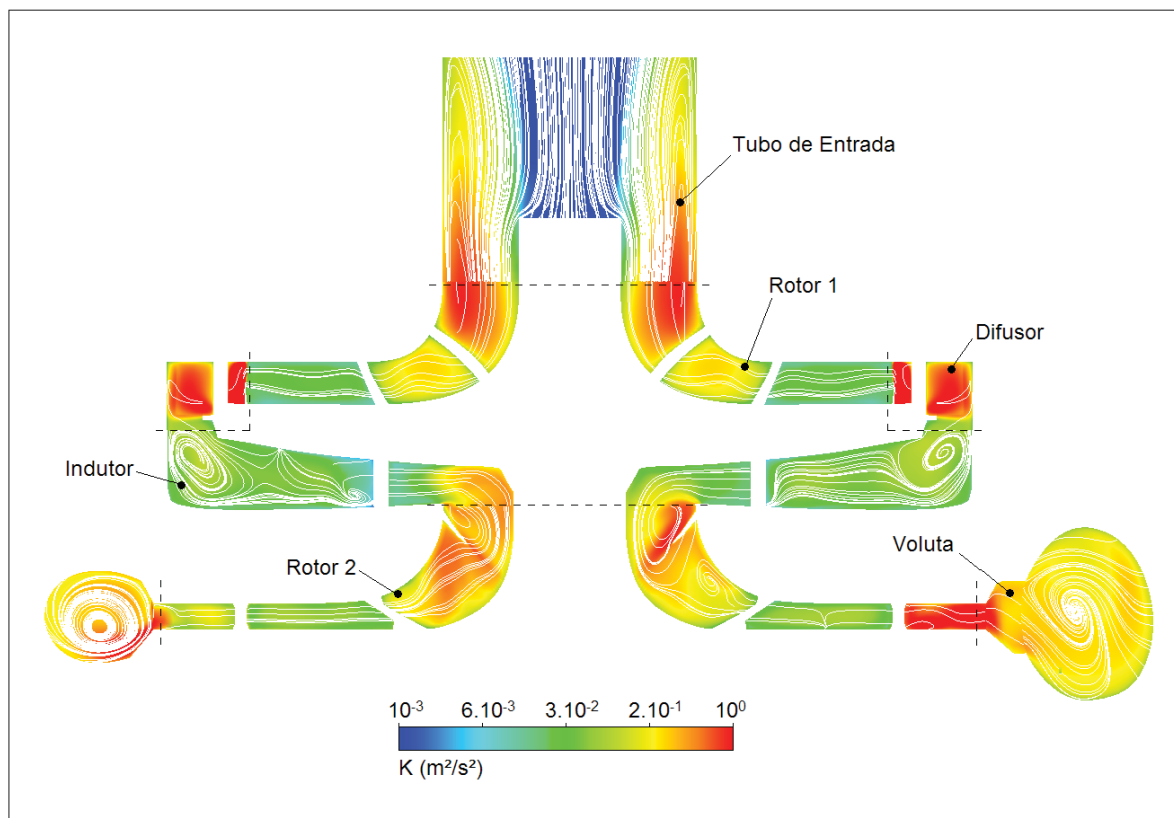 Tubo de Entrada
Rotor 1
Difusor
Indutor
Rotor 2
Voluta
10⁻³ 6.10⁻³ 3.10⁻² 2.10⁻¹ 10⁰
K (m²/s²)